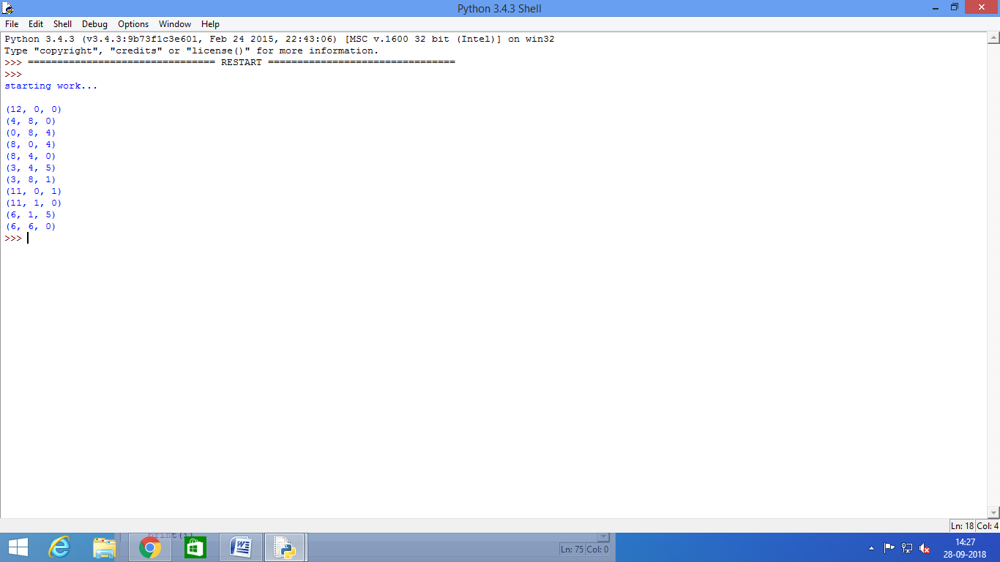 Python 3.4.3 Shell
File Edit Shell Debug Options Window Help
Python 3.4.3 (v3.4.3:9b73f1c3e601, Feb 24 2015, 22:43:06) [MSC v.1600 32 bit (Intel)] on win32
Type "copyright", "credits" or "license()" for more information.
>>> ================================ RESTART ================================
>>>
starting work...
(12, 0, 0)
(4, 8, 0)
(0, 8, 4)
(8, 0, 4)
(8, 4, 0)
(3, 4, 5)
(3, 8, 1)
(11, 0, 1)
(11, 1, 0)
(6, 1, 5)
(6, 6, 0)
>>>
Ln: 18 Col: 4
print(i)
Ln: 75 Col: 0
14:27
28-09-2018